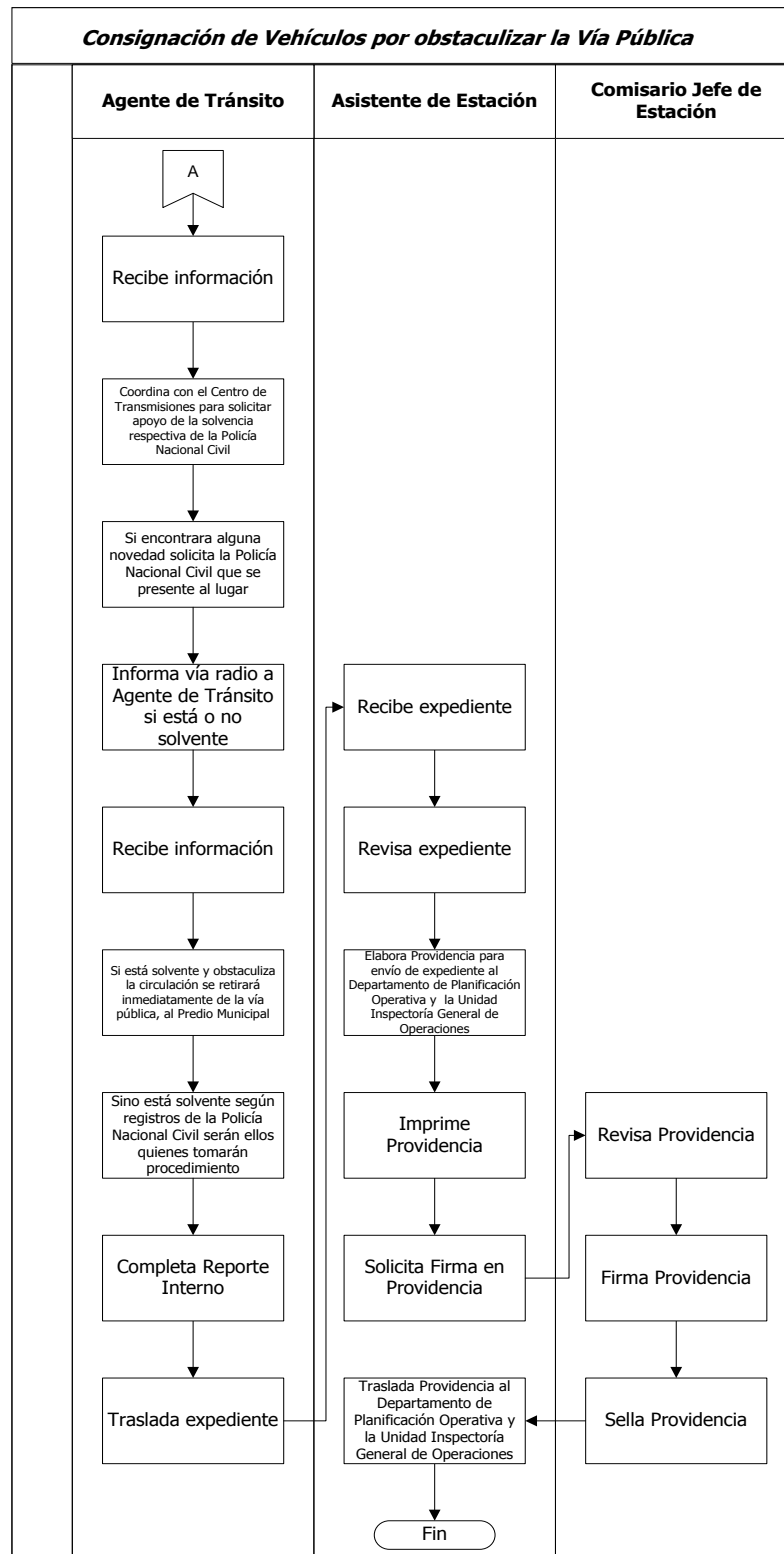 Consignación de Vehículos por obstaculizar la Vía Pública
Agente de Tránsito
Asistente de Estación
Comisario Jefe de
Estación
A
Recibe información
Coordina con el Centro de
Transmisiones para solicitar
apoyo de la solvencia
respectiva de la Policía
Nacional Civil
Si encontrara alguna
novedad solicita la Policía
Nacional Civil que se
presente al lugar
Informa vía radio a
Agente de Tránsito
si está o no
solvente
Recibe información
Si está solvente y obstaculiza
la circulación se retirará
inmediatamente de la vía
pública, al Predio Municipal
Sino está solvente según
registros de la Policía
Nacional Civil serán ellos
quienes tomarán
procedimiento
Completa Reporte
Interno
Traslada expediente
Recibe expediente
Revisa expediente
Elabora Providencia para
envío de expediente al
Departamento de Planificación
Operativa y la Unidad
Inspectoría General de
Operaciones
Imprime
Providencia
Solicita Firma en
Providencia
Revisa Providencia
Firma Providencia
Sella Providencia
Traslada Providencia al
Departamento de
Planificación Operativa y
la Unidad Inspectoría
General de Operaciones
Fin